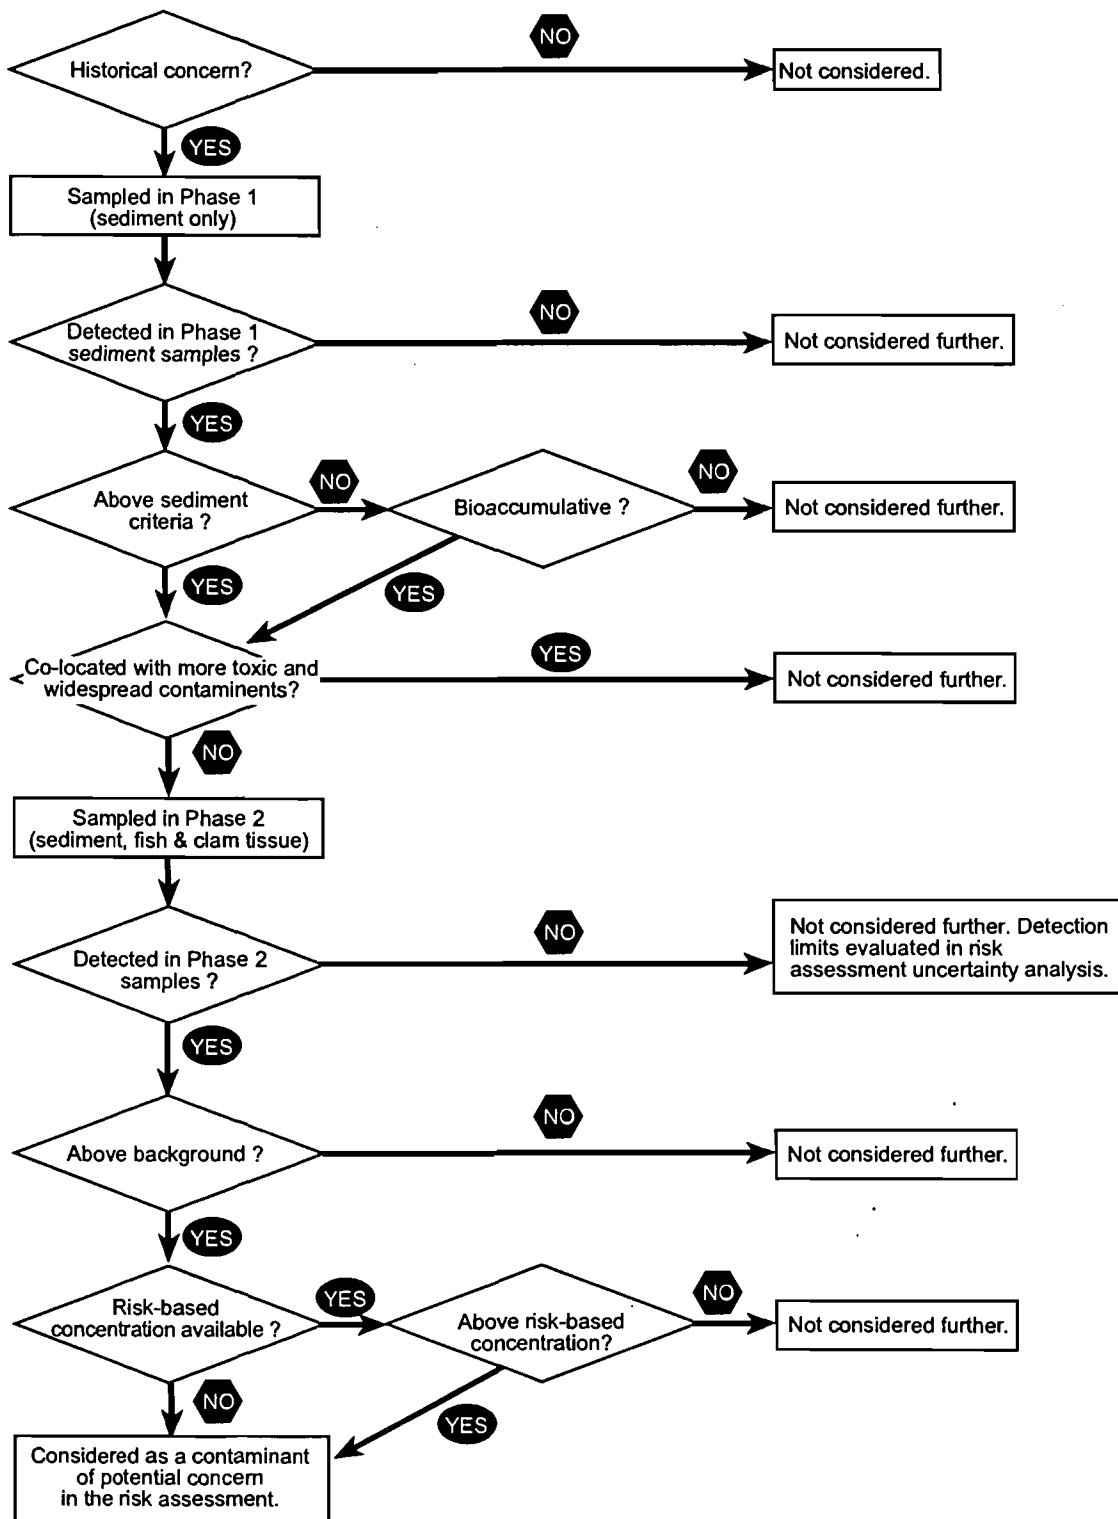 NO
Historical concern?
Not considered.
YES
Sampled in Phase 1
(sediment only)
NO
Detected in Phase 1
sediment samples ?
Not considered further.
YES
NO
NO
Above sediment
criteria ?
Bioaccumulative ?
Not considered further.
YES
YES
Co-located with more toxic and
widespread contaminents?
YES
Not considered further.
NO
Sampled in Phase 2
(sediment, fish & clam tissue)
NO
Detected in Phase 2
samples ?
Not considered further. Detection
limits evaluated in risk
assessment uncertainty analysis.
YES
NO
Above background ?
Not considered further.
YES
Risk-based
concentration available ?
YES
Above risk-based
concentration?
NO
Not considered further.
NO
YES
Considered as a contaminant
of potential concern
in the risk assessment.